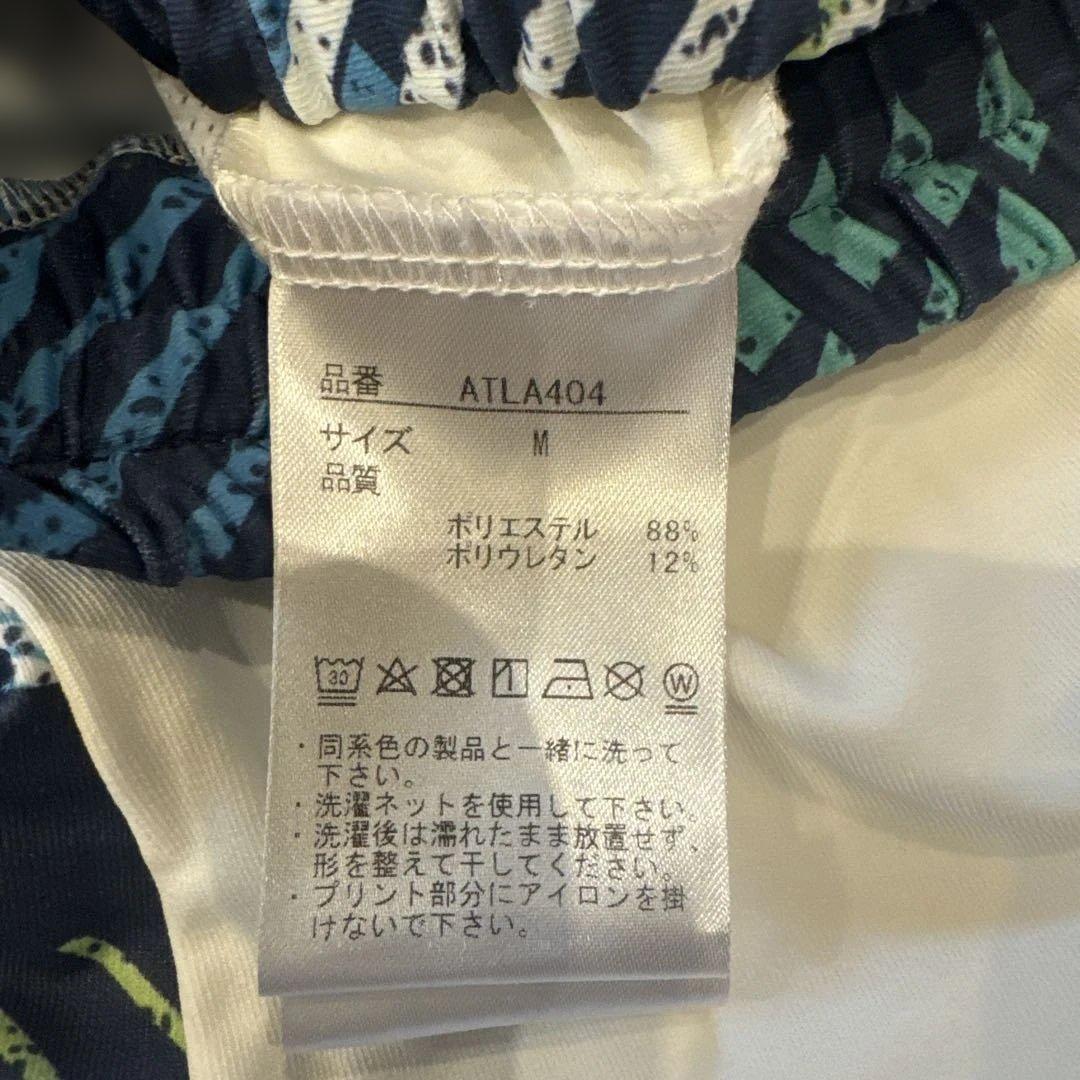 品番 ATLA404
サイズ M
品質
ポリエステル 88%
ポリウレタン 12%
30 W
・同系色の製品と一緒に洗って
下さい。
・洗濯ネットを使用して下さい。
・洗濯後は濡れたまま放置せず、
形を整えて干してください。
・プリント部分にアイロンを掛
けないで下さい。